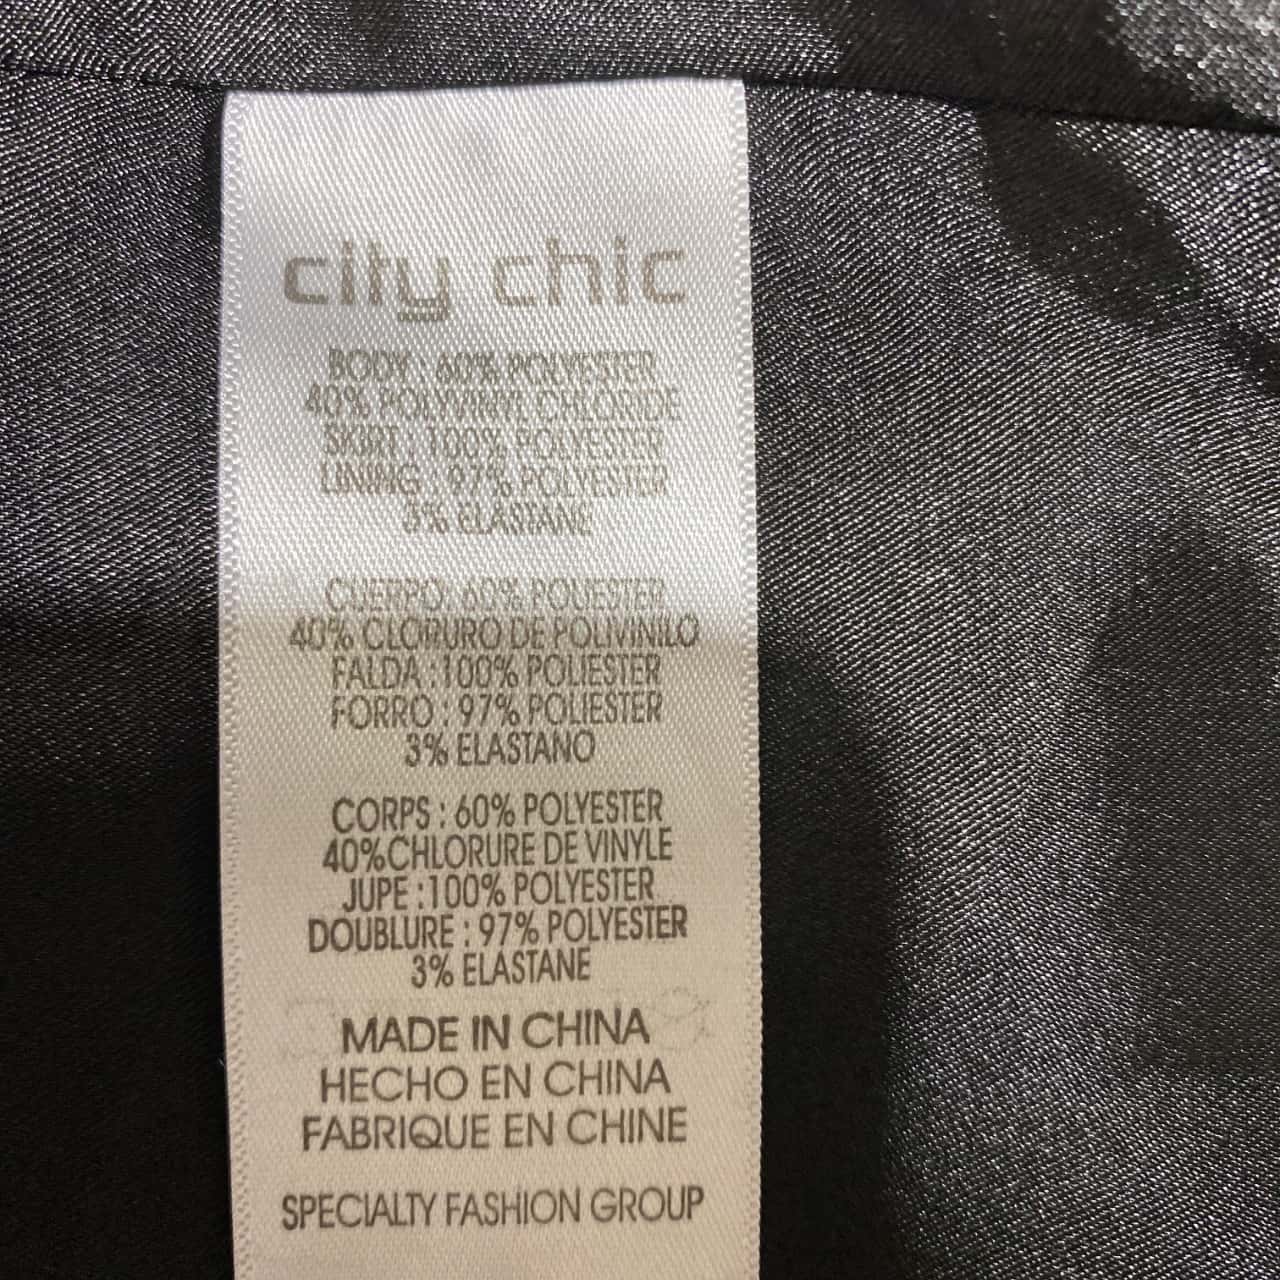 city chic
BODY : 60% POLYESTER
40% POLYVINYL CHLORIDE
SKIRT : 100% POLYESTER
LINING : 97% POLYESTER
3% ELASTANE
CUERPO: 60% POLIESTER
40% CLORURO DE POLIVINILO
FALDA :100% POLIESTER
FORRO : 97% POLIESTER
3% ELASTANO
CORPS : 60% POLYESTER
40%CHLORURE DE VINYLE
JUPE :100% POLYESTER
DOUBLURE : 97% POLYESTER
3% ELASTANE
MADE IN CHINA
HECHO EN CHINA
FABRIQUE EN CHINE
SPECIALTY FASHION GROUP